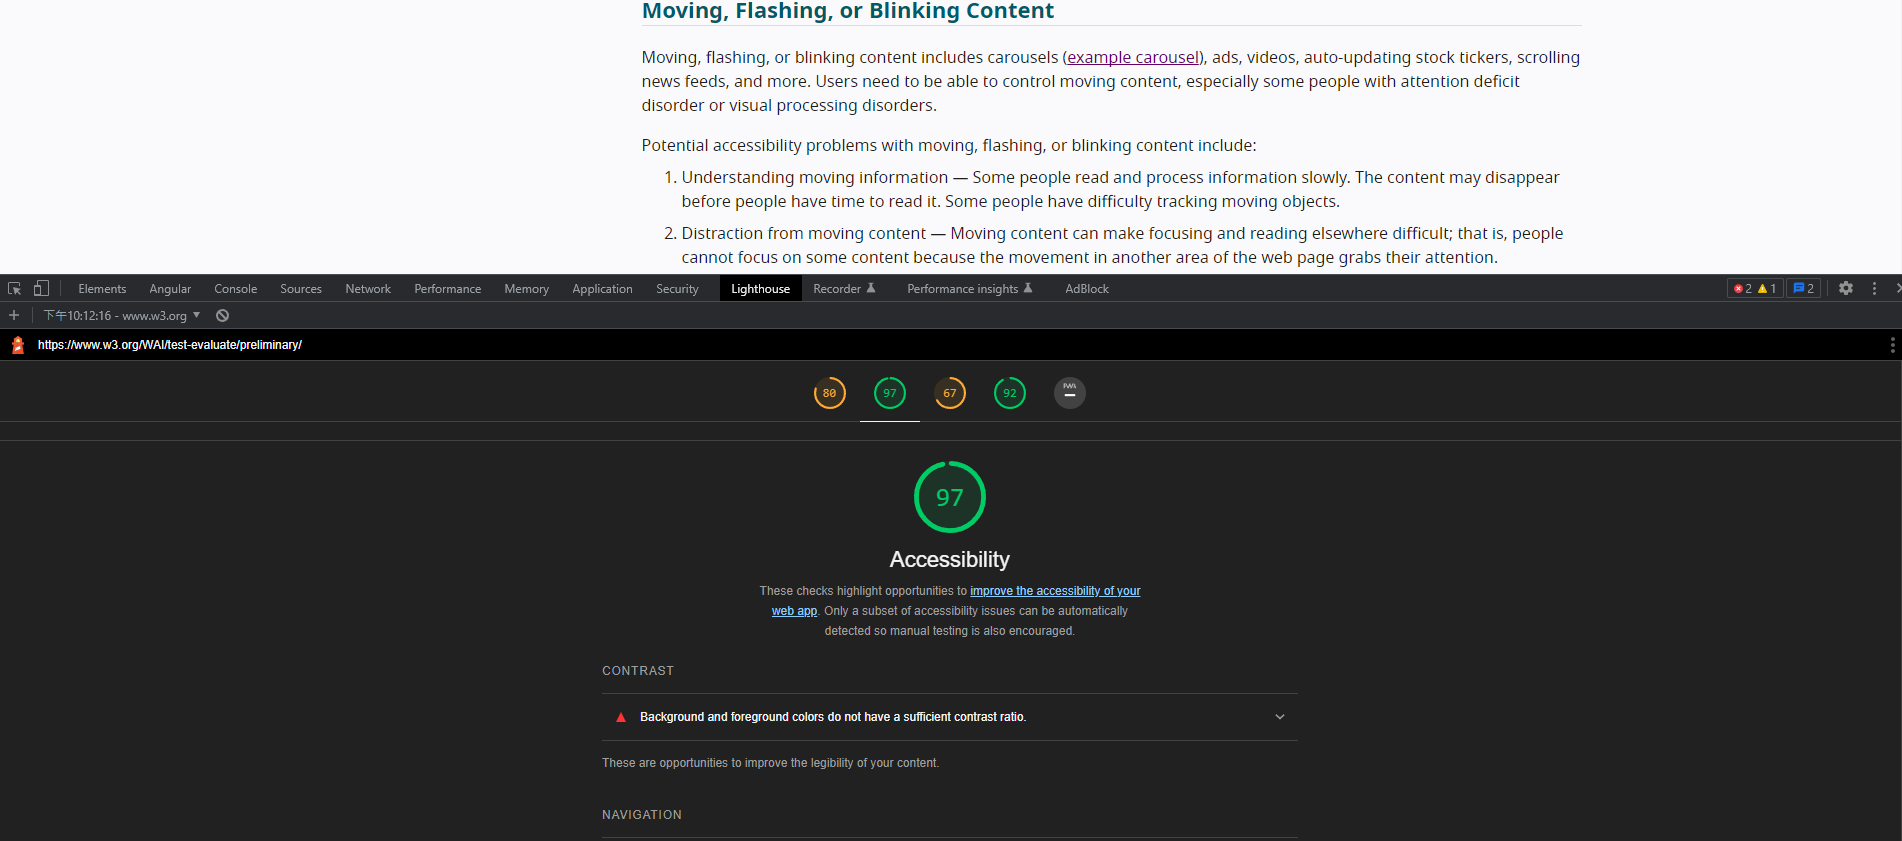 Moving, Flashing, or Blinking Content
Moving, flashing, or blinking content includes carousels (example carousel), ads, videos, auto-updating stock tickers, scrolling
news feeds, and more. Users need to be able to control moving content, especially some people with attention deficit
disorder or visual processing disorders.
Potential accessibility problems with moving, flashing, or blinking content include:
1. Understanding moving information — Some people read and process information slowly. The content may disappear
before people have time to read it. Some people have difficulty tracking moving objects.
2. Distraction from moving content — Moving content can make focusing and reading elsewhere difficult; that is, people
cannot focus on some content because the movement in another area of the web page grabs their attention.
Elements Angular Console Sources Network Performance Memory Application Security Lighthouse Recorder Performance insights AdBlock 2 1 2
下午10:12:16 - www.w3.org
https://www.w3.org/WAI/test-evaluate/preliminary/
80 97 67 92 PWA
97
Accessibility
These checks highlight opportunities to improve the accessibility of your
web app. Only a subset of accessibility issues can be automatically
detected so manual testing is also encouraged.
CONTRAST
Background and foreground colors do not have a sufficient contrast ratio.
These are opportunities to improve the legibility of your content.
NAVIGATION